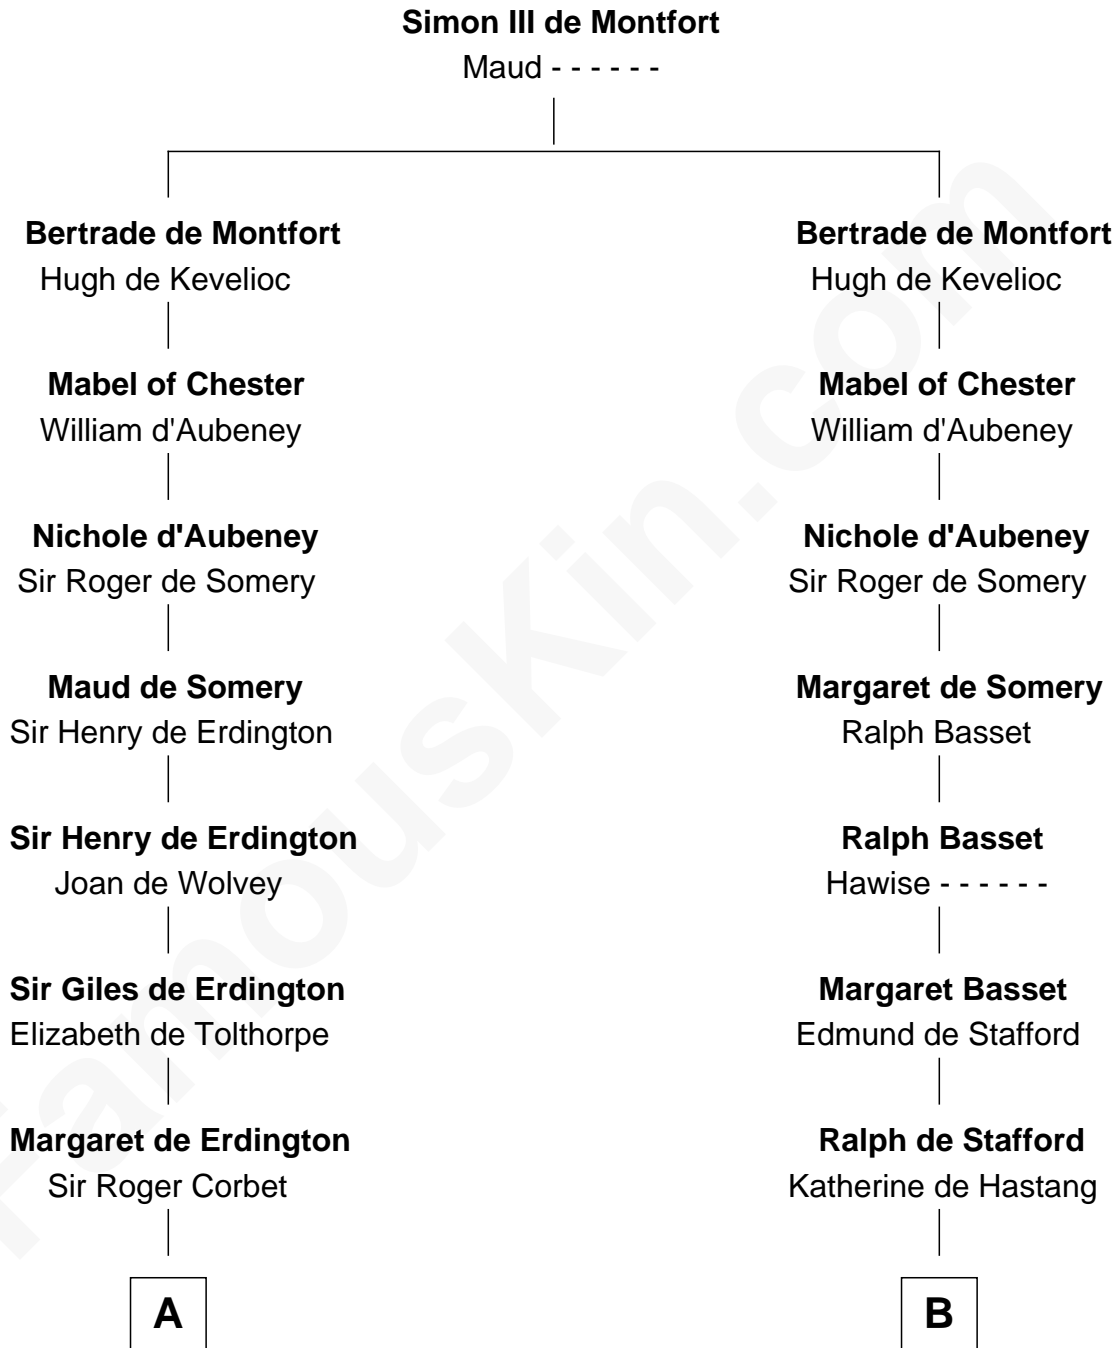 Simon III de Montfort
Maud - - - - - -
Bertrade de Montfort
Hugh de Kevelioc
Mabel of Chester
William d'Aubeney
Nichole d'Aubeney
Sir Roger de Somery
Maud de Somery
Sir Henry de Erdington
Sir Henry de Erdington
Joan de Wolvey
Sir Giles de Erdington
Elizabeth de Tolthorpe
Margaret de Erdington
Sir Roger Corbet
A
Bertrade de Montfort
Hugh de Kevelioc
Mabel of Chester
William d'Aubeney
Nichole d'Aubeney
Sir Roger de Somery
Margaret de Somery
Ralph Basset
Ralph Basset
Hawise - - - - - -
Margaret Basset
Edmund de Stafford
Ralph de Stafford
Katherine de Hastang
B
FamousKin.com